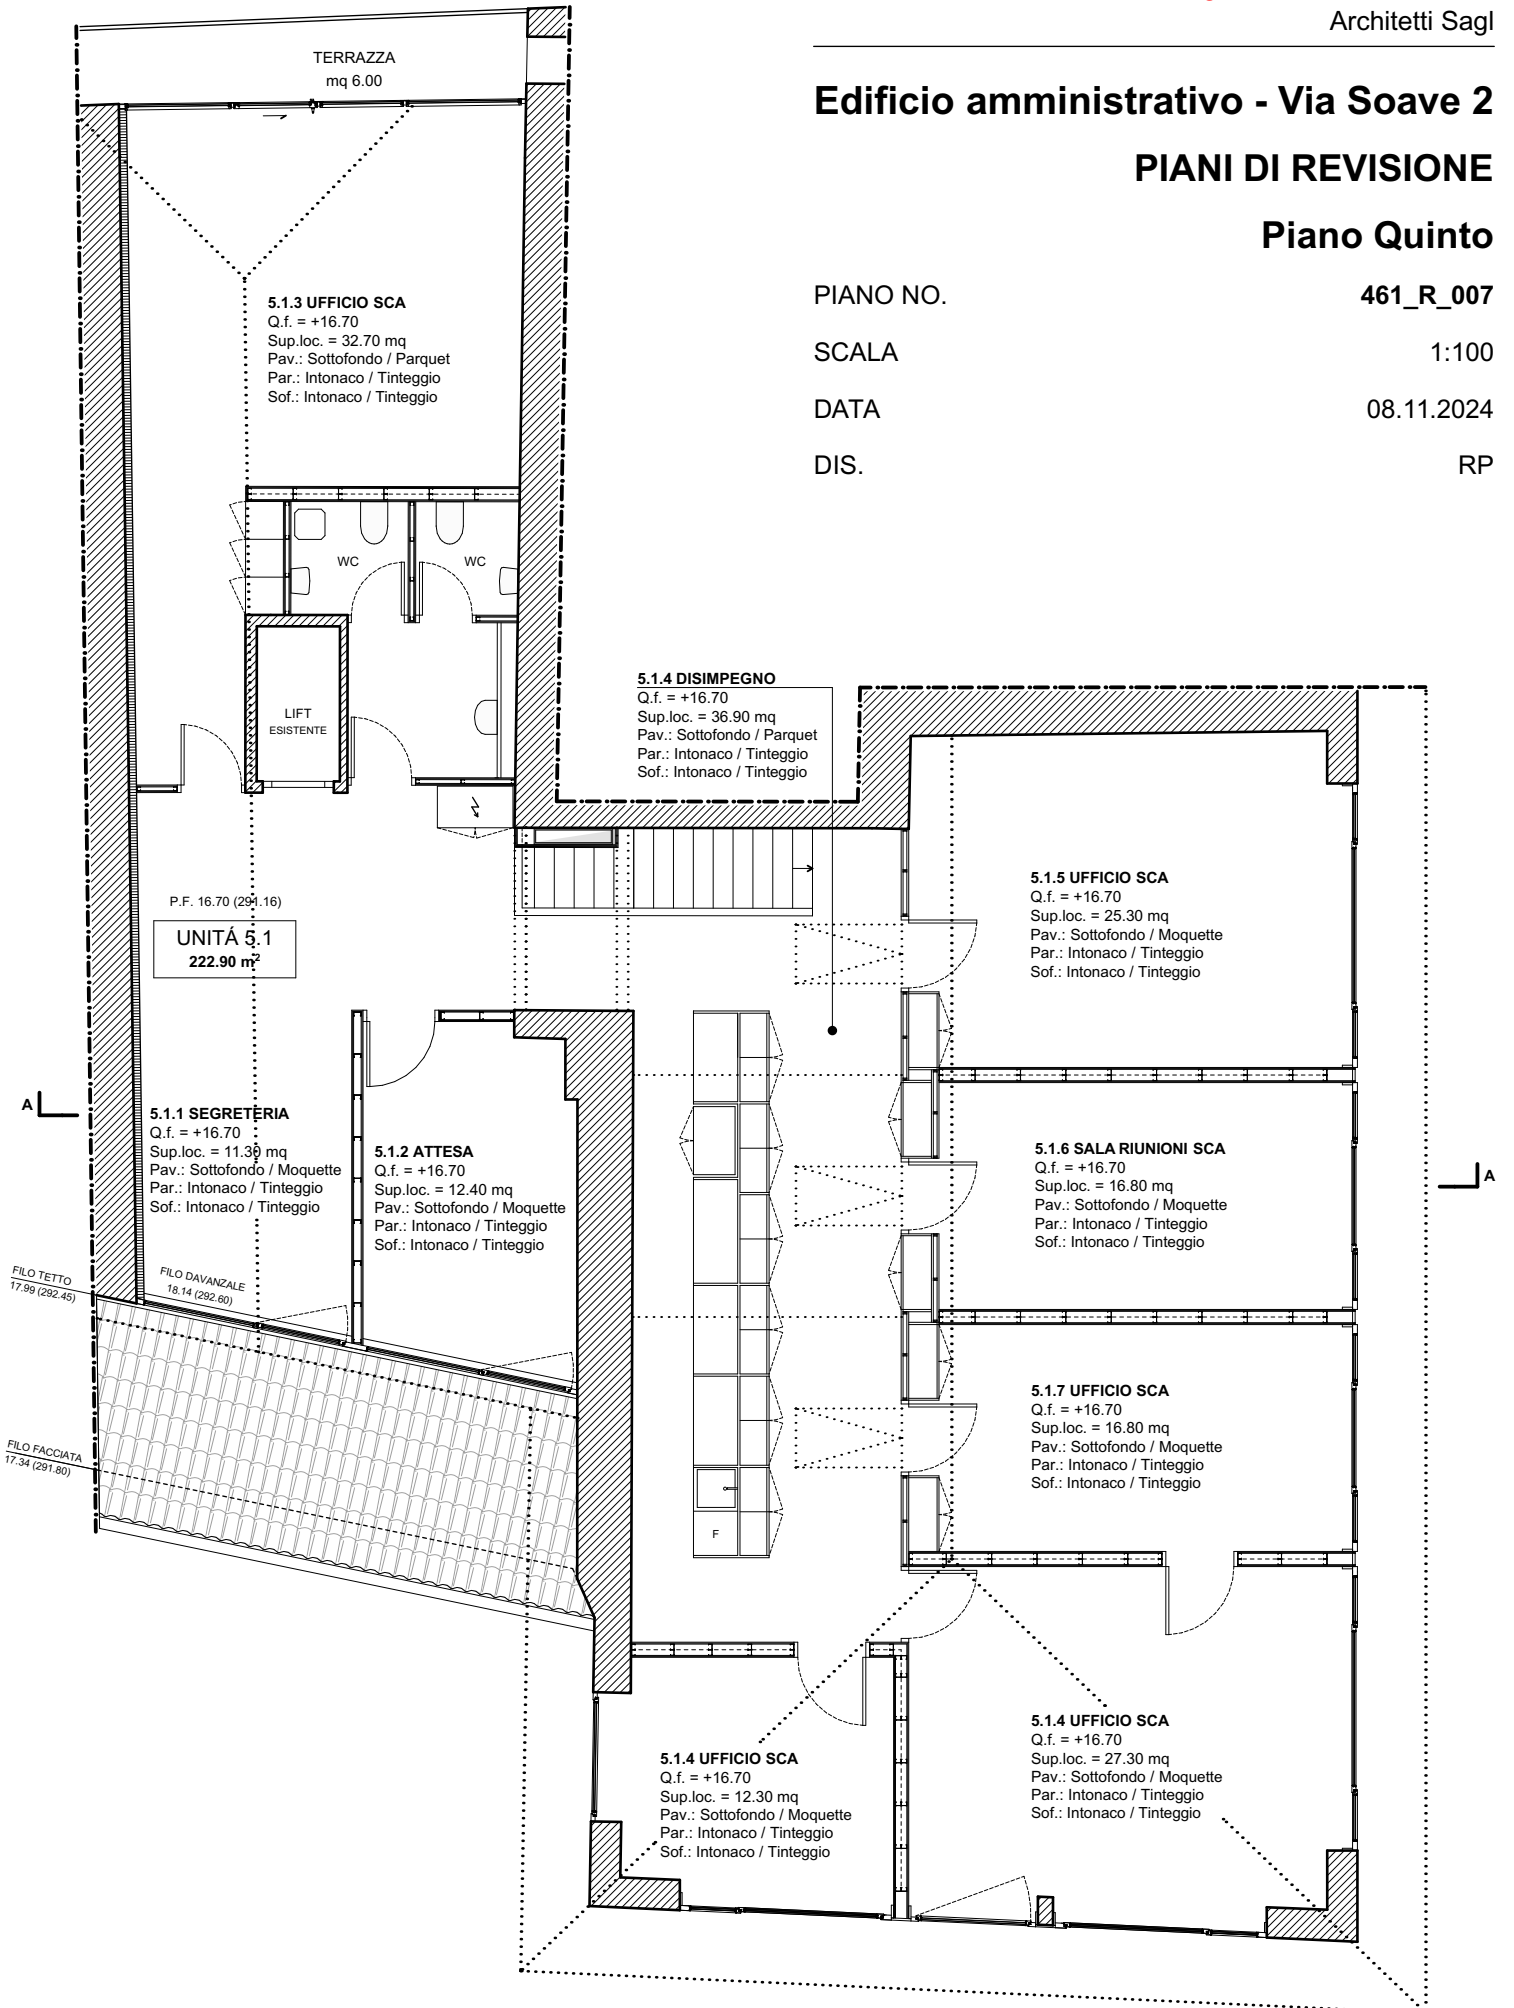 Architetti Sagl
Edificio amministrativo - Via Soave 2
PIANI DI REVISIONE
Piano Quinto
PIANO NO. 461_R_007
SCALA 1:100
DATA 08.11.2024
DIS. RP
TERRAZZA
mq 6.00
5.1.3 UFFICIO SCA
Q.f. = +16.70
Sup.loc. = 32.70 mq
Pav.: Sottofondo / Parquet
Par.: Intonaco / Tinteggio
Sof.: Intonaco / Tinteggio
WC
WC
LIFT
ESISTENTE
5.1.4 DISIMPEGNO
Q.f. = +16.70
Sup.loc. = 36.90 mq
Pav.: Sottofondo / Parquet
Par.: Intonaco / Tinteggio
Sof.: Intonaco / Tinteggio
P.F. 16.70 (291.16)
UNITÁ 5.1
222.90 m²
5.1.5 UFFICIO SCA
Q.f. = +16.70
Sup.loc. = 25.30 mq
Pav.: Sottofondo / Moquette
Par.: Intonaco / Tinteggio
Sof.: Intonaco / Tinteggio
A
5.1.1 SEGRETERIA
Q.f. = +16.70
Sup.loc. = 11.30 mq
Pav.: Sottofondo / Moquette
Par.: Intonaco / Tinteggio
Sof.: Intonaco / Tinteggio
5.1.2 ATTESA
Q.f. = +16.70
Sup.loc. = 12.40 mq
Pav.: Sottofondo / Moquette
Par.: Intonaco / Tinteggio
Sof.: Intonaco / Tinteggio
5.1.6 SALA RIUNIONI SCA
Q.f. = +16.70
Sup.loc. = 16.80 mq
Pav.: Sottofondo / Moquette
Par.: Intonaco / Tinteggio
Sof.: Intonaco / Tinteggio
A
FILO TETTO
17.99 (292.45)
FILO DAVANZALE
18.14 (292.60)
5.1.7 UFFICIO SCA
Q.f. = +16.70
Sup.loc. = 16.80 mq
Pav.: Sottofondo / Moquette
Par.: Intonaco / Tinteggio
Sof.: Intonaco / Tinteggio
FILO FACCIATA
17.34 (291.80)
F
5.1.4 UFFICIO SCA
Q.f. = +16.70
Sup.loc. = 12.30 mq
Pav.: Sottofondo / Moquette
Par.: Intonaco / Tinteggio
Sof.: Intonaco / Tinteggio
5.1.4 UFFICIO SCA
Q.f. = +16.70
Sup.loc. = 27.30 mq
Pav.: Sottofondo / Moquette
Par.: Intonaco / Tinteggio
Sof.: Intonaco / Tinteggio